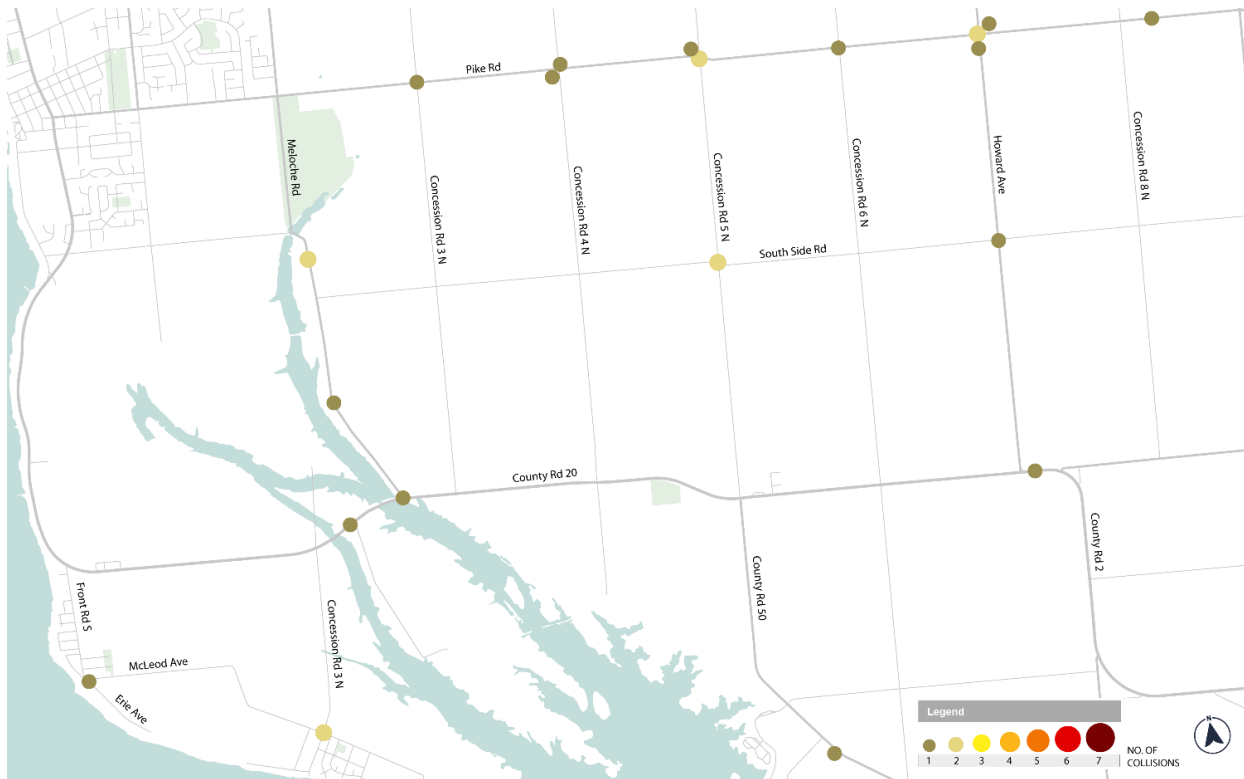 Pike Rd
Meloche Rd
Concession Rd 3 N
Concession Rd 4 N
Concession Rd 5 N
Concession Rd 6 N
Howard Ave
Concession Rd 8 N
South Side Rd
County Rd 20
County Rd 50
County Rd 2
Front Rd S
McLeod Ave
Erie Ave
Concession Rd 3 N
Legend
1 2 3 4 5 6 7
NO. OF
COLLISIONS
N